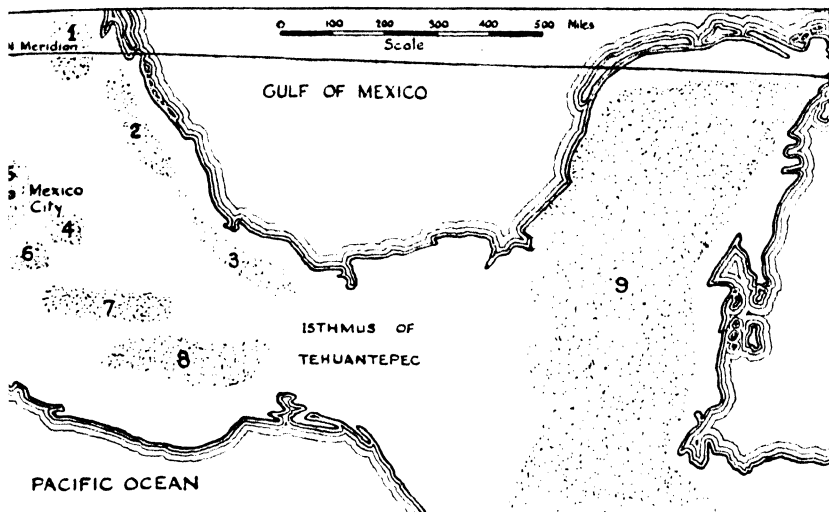 1
0 100 200 300 400 500 Miles
Scale
N Meridian
GULF OF MEXICO
2
5
Mexico
City
4
6
3
9
7
ISTHMUS OF
TEHUANTEPEC
8
PACIFIC OCEAN